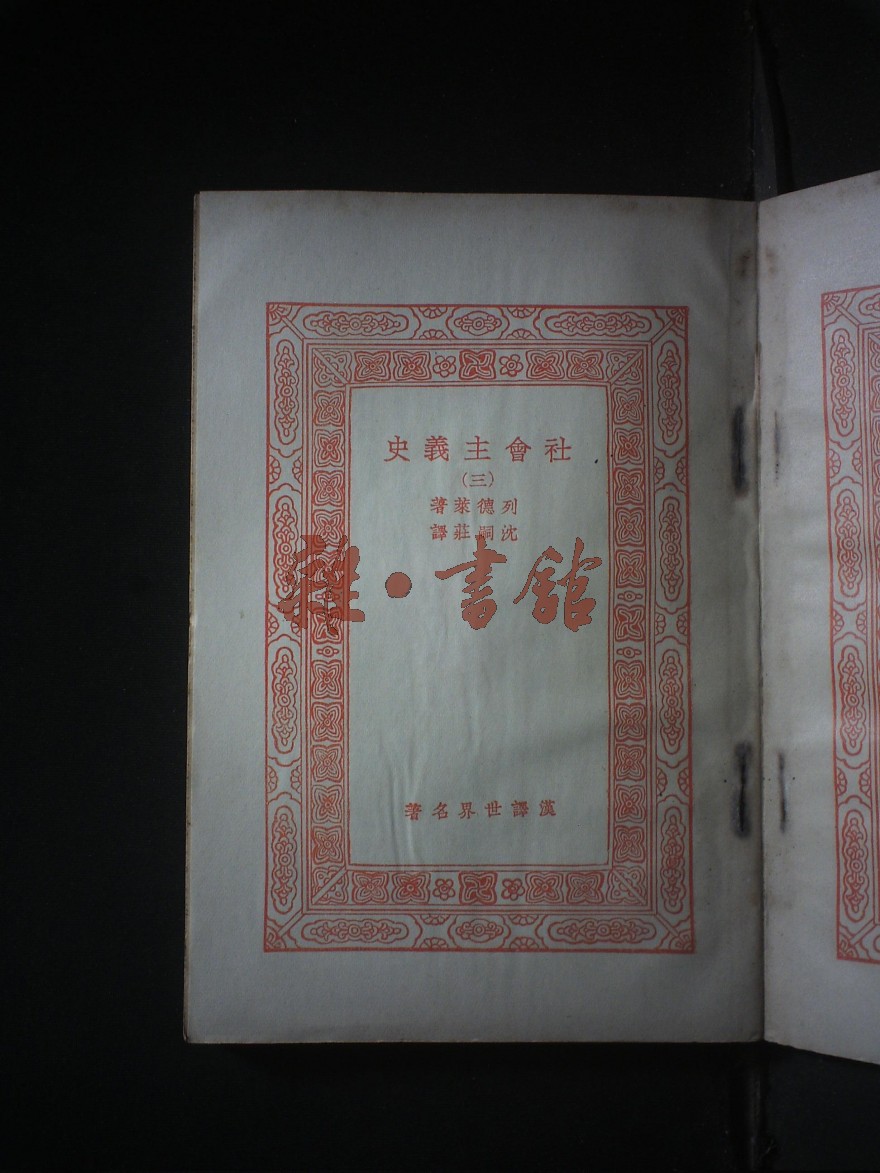 社會主義史
(三)
列德萊著
沈嗣莊譯
雜·書館
漢譯世界名著